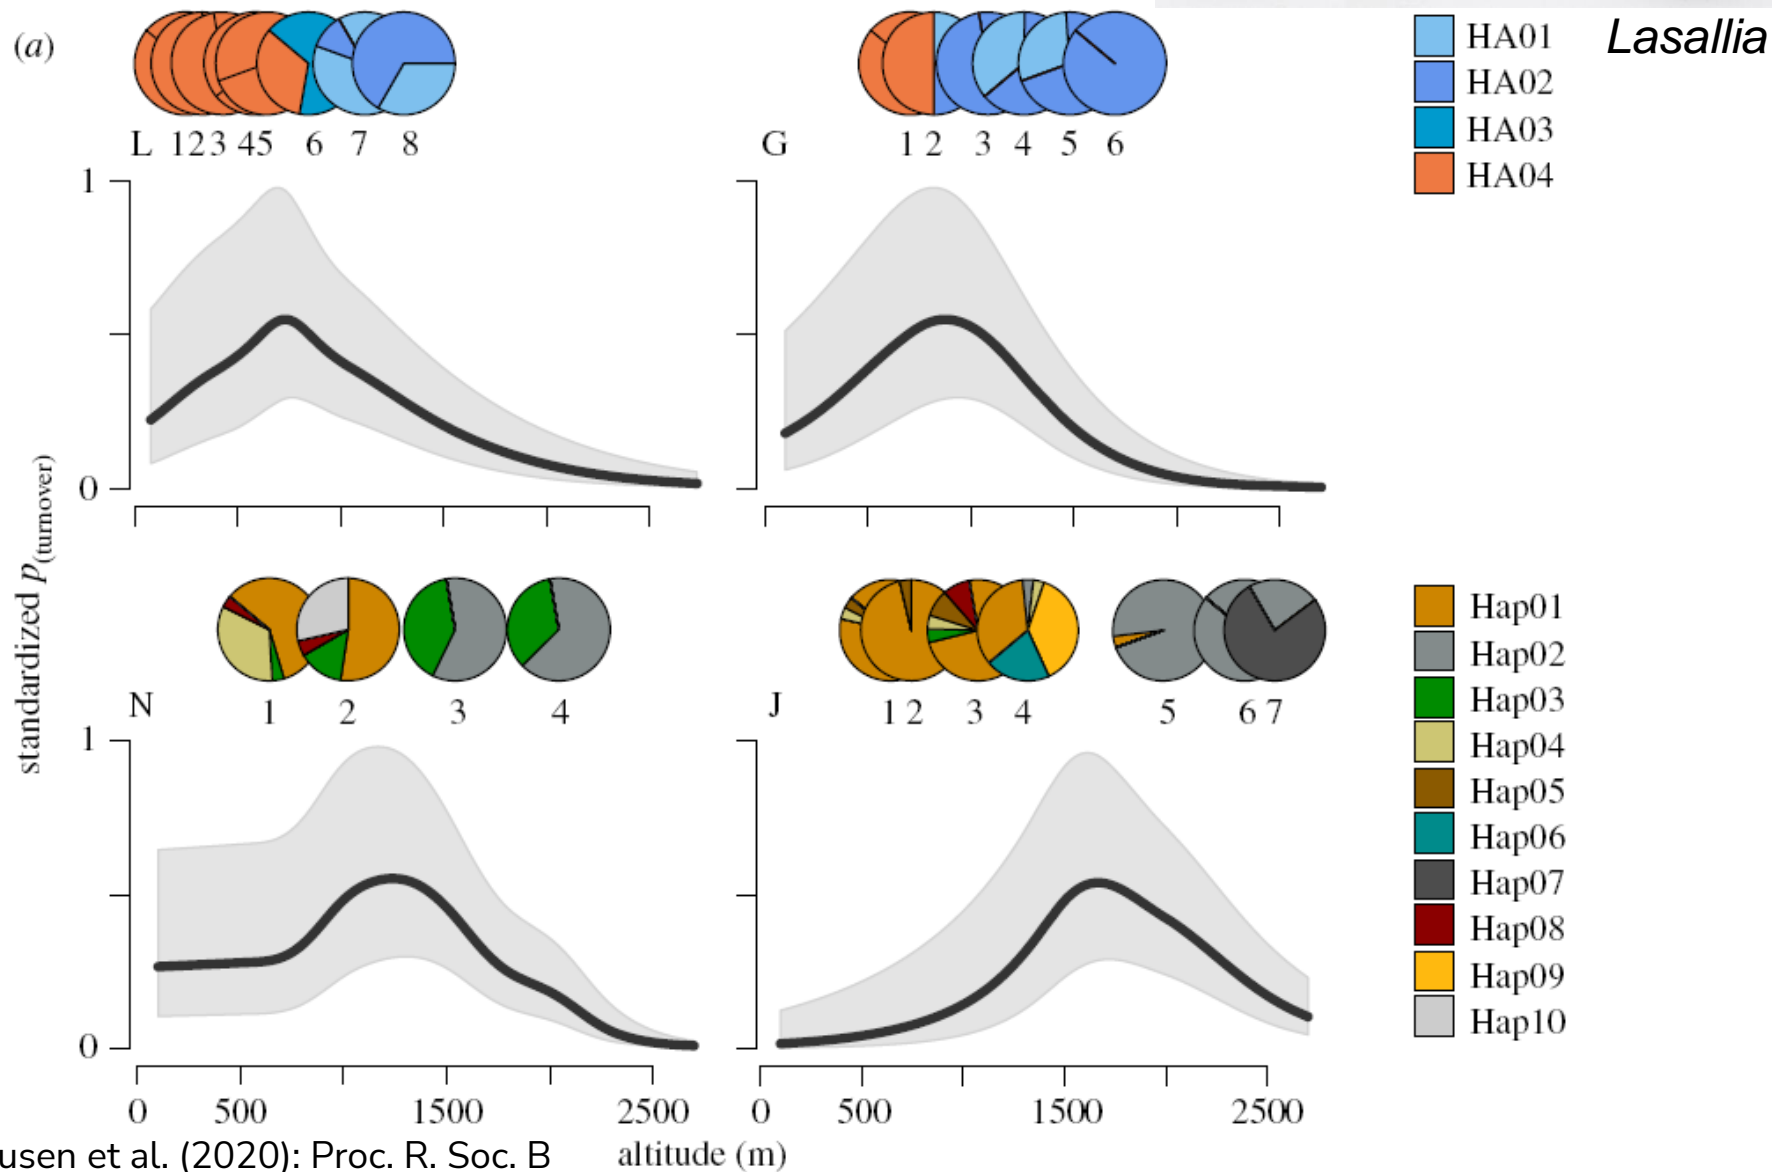 (a)
HA01
HA02
HA03
HA04
Lasallia
L 1 2 3 4 5 6 7 8
G 1 2 3 4 5 6
1
0
standardized p(turnover)
N 1 2 3 4
J 1 2 3 4 5 6 7
1
0
Hap01
Hap02
Hap03
Hap04
Hap05
Hap06
Hap07
Hap08
Hap09
Hap10
0 500 1500 2500
0 500 1500 2500
altitude (m)
usen et al. (2020): Proc. R. Soc. B